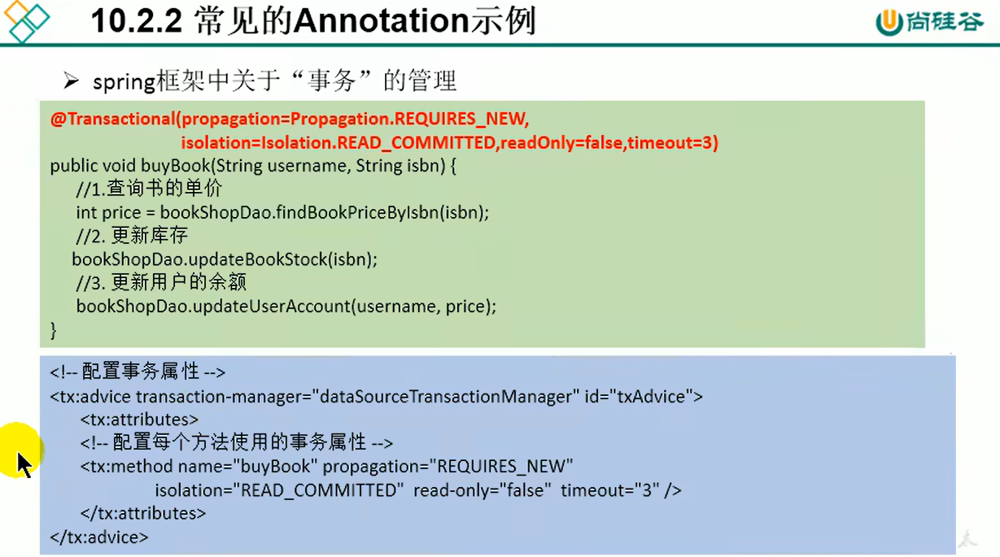 10.2.2 常见的Annotation示例
尚硅谷
spring框架中关于“事务”的管理
@Transactional(propagation=Propagation.REQUIRES_NEW,
isolation=Isolation.READ_COMMITTED,readOnly=false,timeout=3)
public void buyBook(String username, String isbn) {
//1.查询书的单价
int price = bookShopDao.findBookPriceByIsbn(isbn);
//2. 更新库存
bookShopDao.updateBookStock(isbn);
//3. 更新用户的余额
bookShopDao.updateUserAccount(username, price);
}
<!-- 配置事务属性 -->
<tx:advice transaction-manager="dataSourceTransactionManager" id="txAdvice">
<tx:attributes>
<!-- 配置每个方法使用的事务属性 -->
<tx:method name="buyBook" propagation="REQUIRES_NEW"
isolation="READ_COMMITTED" read-only="false" timeout="3" />
</tx:attributes>
</tx:advice>